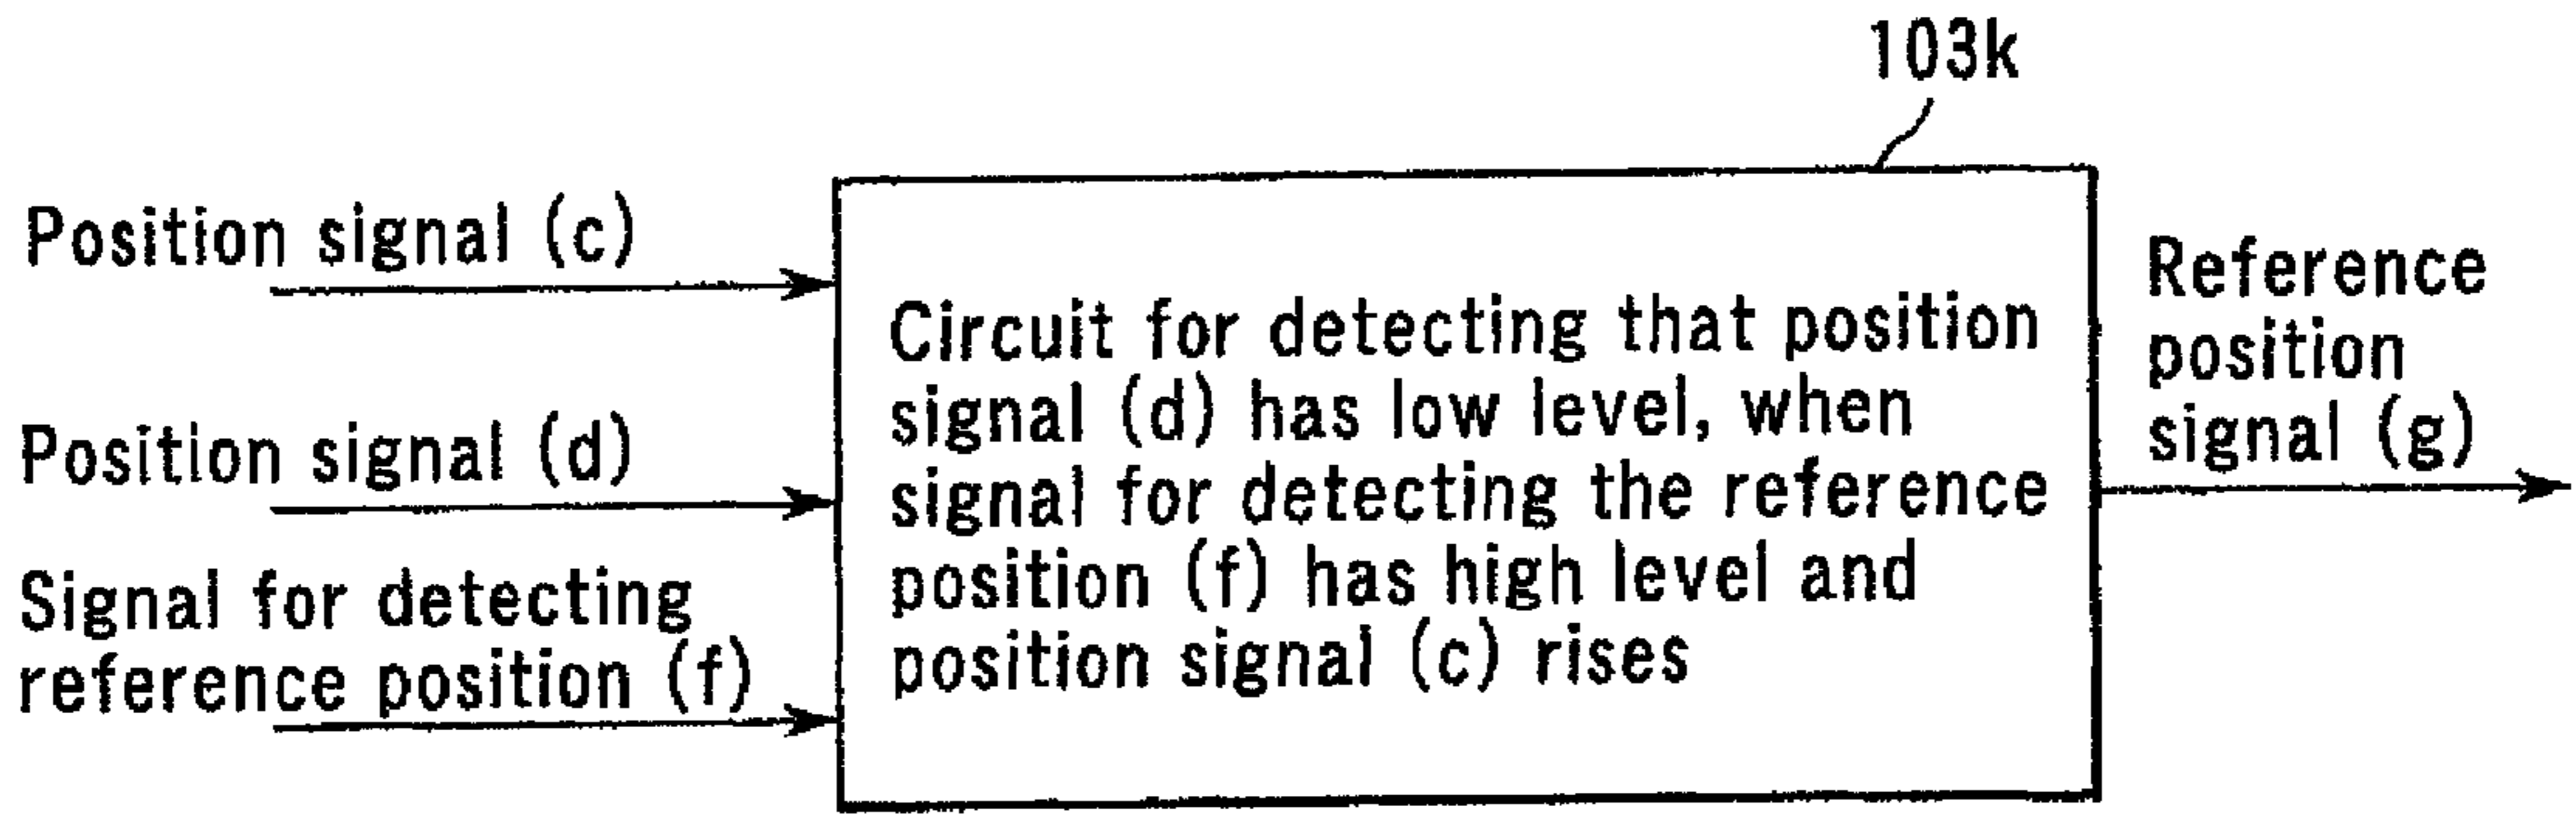 103k
Position signal (c)
Position signal (d)
Signal for detecting
reference position (f)
Circuit for detecting that position
signal (d) has low level, when
signal for detecting the reference
position (f) has high level and
position signal (c) rises
Reference
position
signal (g)